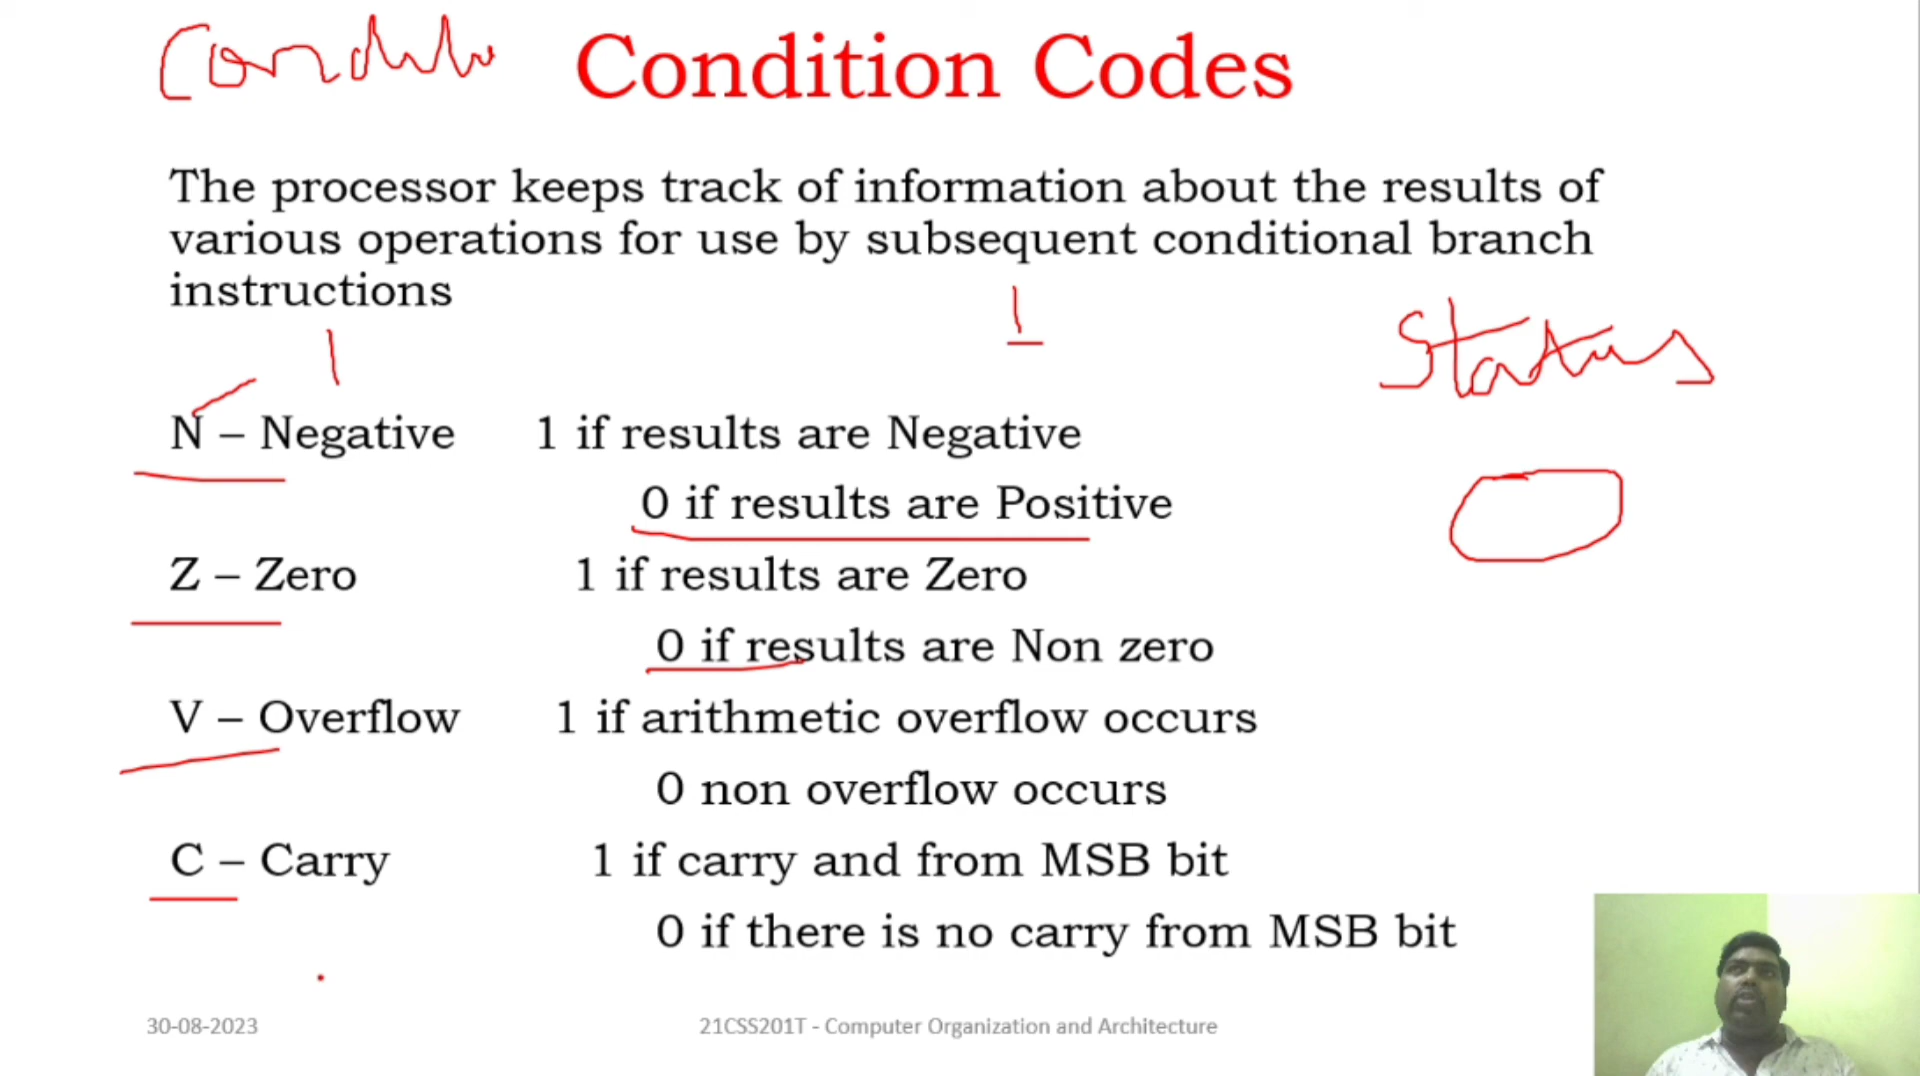 Condition Codes
The processor keeps track of information about the results of
various operations for use by subsequent conditional branch
instructions
1
1
Status
N – Negative 1 if results are Negative
0 if results are Positive
Z – Zero 1 if results are Zero
0 if results are Non zero
V – Overflow 1 if arithmetic overflow occurs
0 non overflow occurs
C – Carry 1 if carry and from MSB bit
0 if there is no carry from MSB bit
30-08-2023 21CSS201T - Computer Organization and Architecture